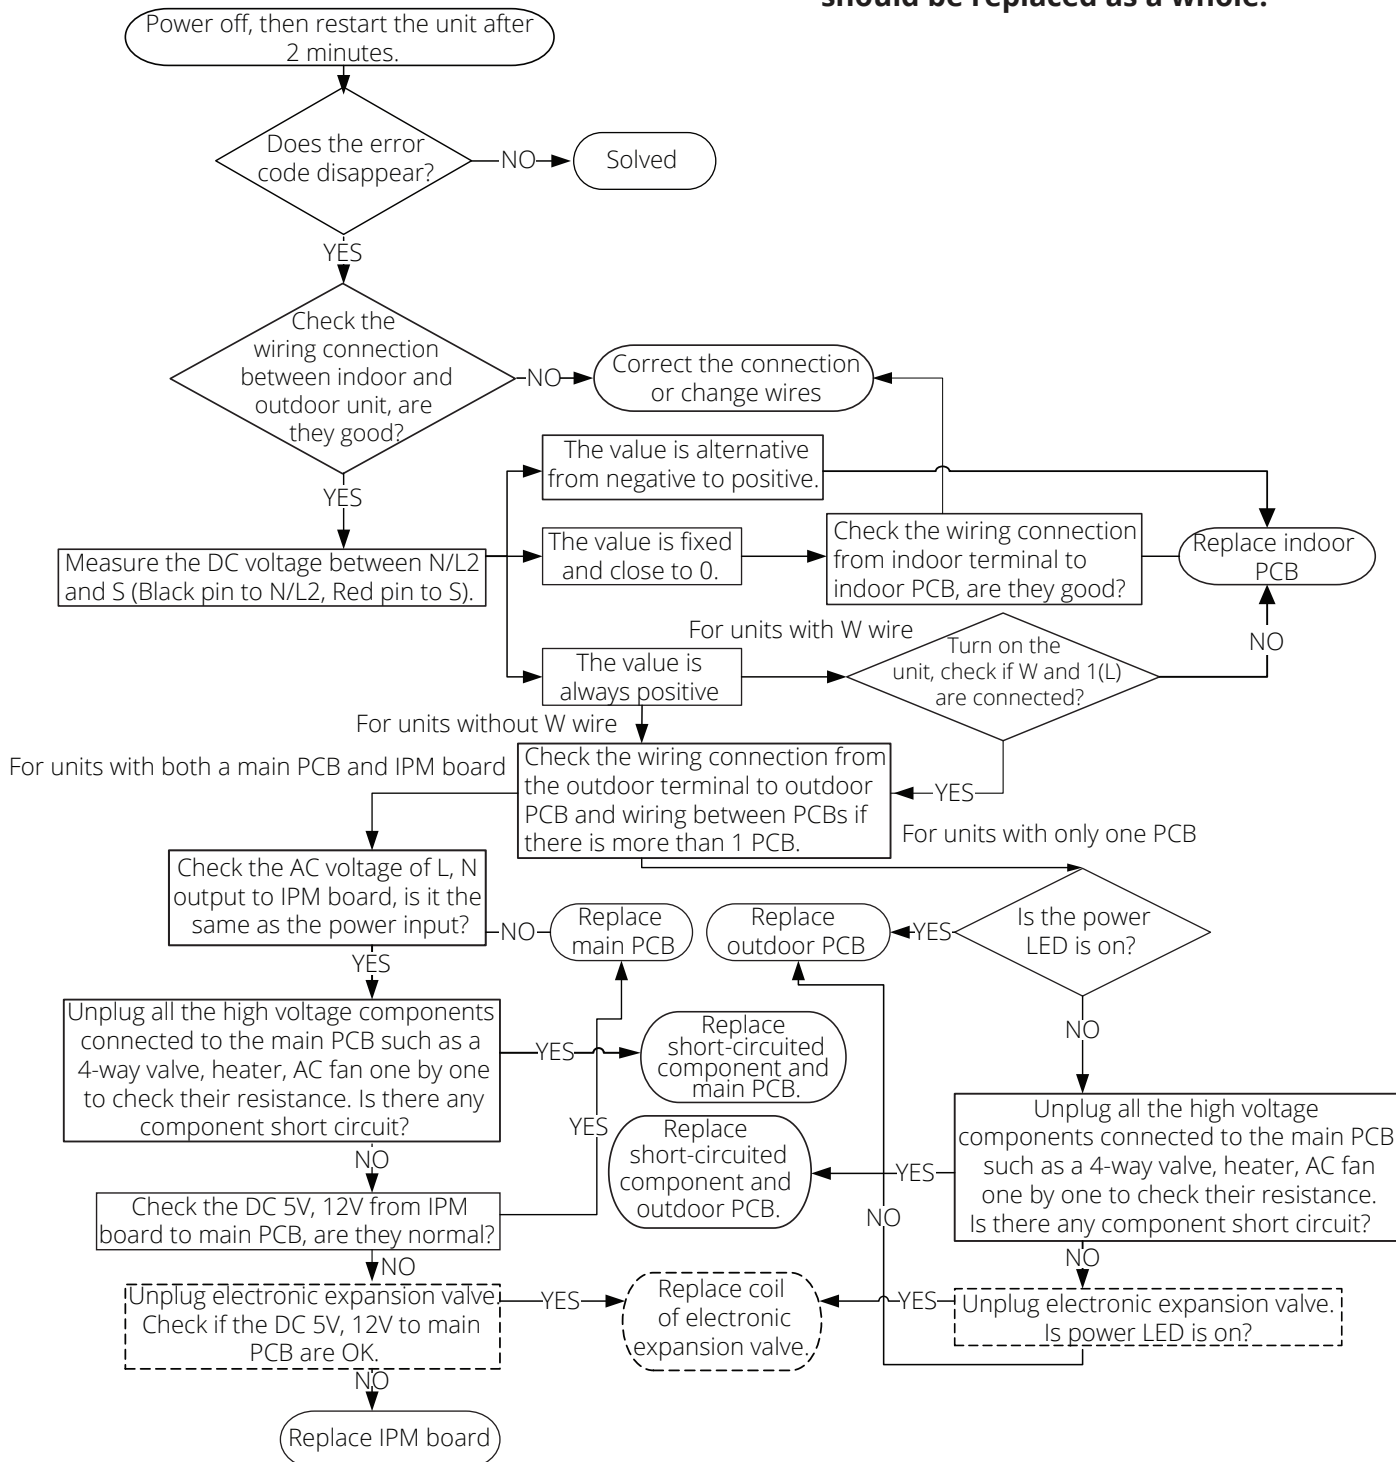 should be replaced as a whole.
Power off, then restart the unit after
2 minutes.
Does the error
code disappear?
NO
Solved
YES
Check the
wiring connection
between indoor and
outdoor unit, are
they good?
NO
Correct the connection
or change wires
YES
The value is alternative
from negative to positive.
Measure the DC voltage between N/L2
and S (Black pin to N/L2, Red pin to S).
The value is fixed
and close to 0.
Check the wiring connection
from indoor terminal to
indoor PCB, are they good?
Replace indoor
PCB
For units with W wire
The value is
always positive
Turn on the
unit, check if W and 1(L)
are connected?
NO
For units without W wire
For units with both a main PCB and IPM board
Check the wiring connection from
the outdoor terminal to outdoor
PCB and wiring between PCBs if
there is more than 1 PCB.
YES
For units with only one PCB
Check the AC voltage of L, N
output to IPM board, is it the
same as the power input?
NO
Replace
main PCB
Replace
outdoor PCB
YES
Is the power
LED is on?
YES
NO
Unplug all the high voltage components
connected to the main PCB such as a
4-way valve, heater, AC fan one by one
to check their resistance. Is there any
component short circuit?
YES
Replace
short-circuited
component and
main PCB.
YES
NO
Replace
short-circuited
component and
outdoor PCB.
YES
Unplug all the high voltage
components connected to the main PCB
such as a 4-way valve, heater, AC fan
one by one to check their resistance.
Is there any component short circuit?
Check the DC 5V, 12V from IPM
board to main PCB, are they normal?
NO
NO
NO
Unplug electronic expansion valve.
Check if the DC 5V, 12V to main
PCB are OK.
YES
Replace coil
of electronic
expansion valve.
YES
Unplug electronic expansion valve.
Is power LED is on?
NO
Replace IPM board